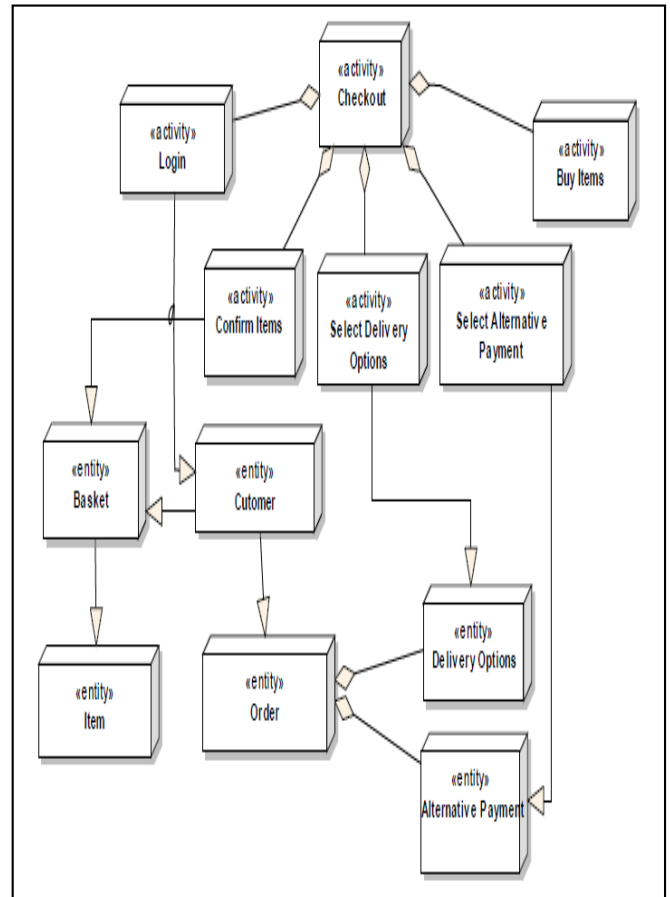 «activity»
Checkout
«activity»
Login
«activity»
Buy Items
«activity»
Confirm Items
«activity»
Select Delivery
Options
«activity»
Select Alternative
Payment
«entity»
Basket
«entity»
Cutomer
«entity»
Item
«entity»
Order
«entity»
Delivery Options
«entity»
Alternative Payment